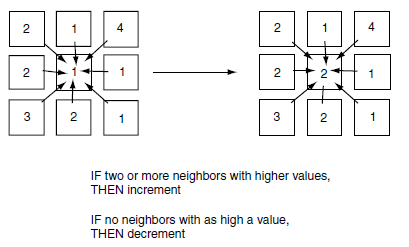 2 1 4 2 1 4
2 1 1 2 2 1
3 2 1 3 2 1
IF two or more neighbors with higher values,
THEN increment
IF no neighbors with as high a value,
THEN decrement